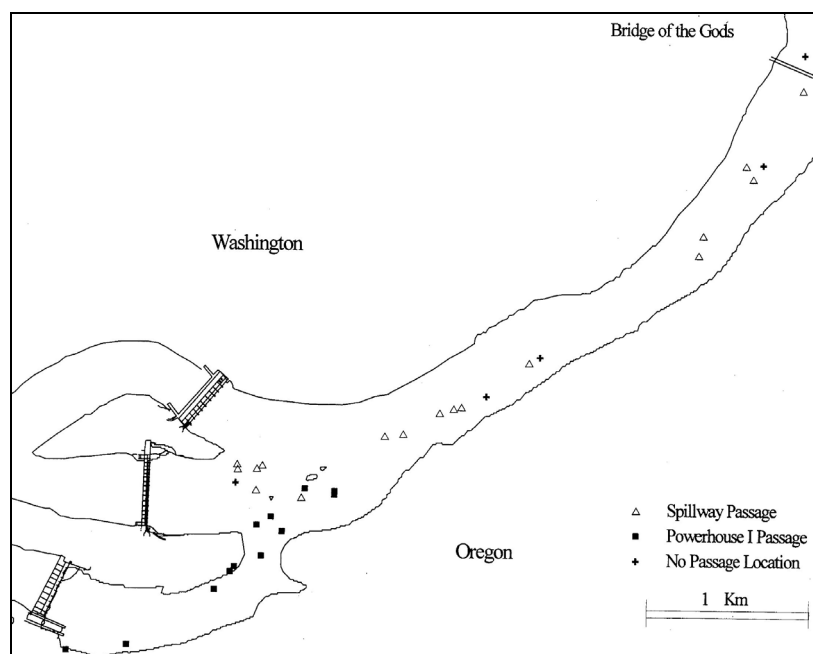 Bridge of the Gods
Washington
Oregon
Spillway Passage
Powerhouse I Passage
No Passage Location
1 Km